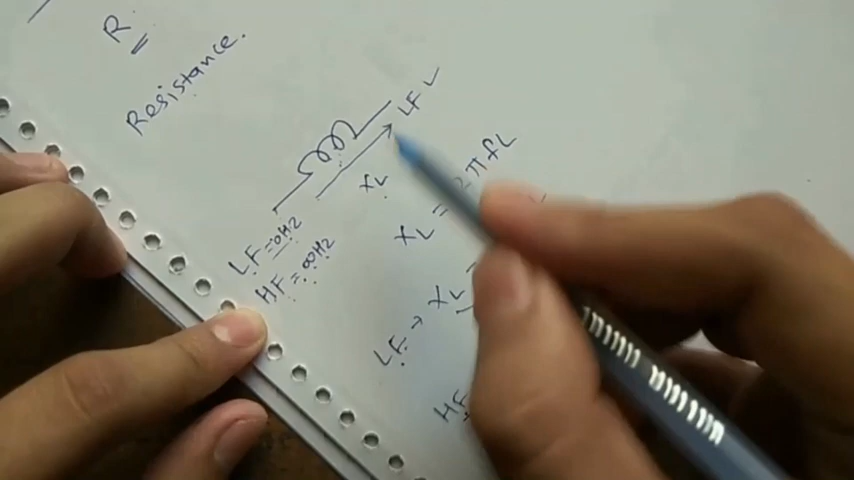 R
Resistance.
LF ✓
XL
XL = 2πfL
LF = 0Hz
HF = ∞Hz
LF → XL
HF